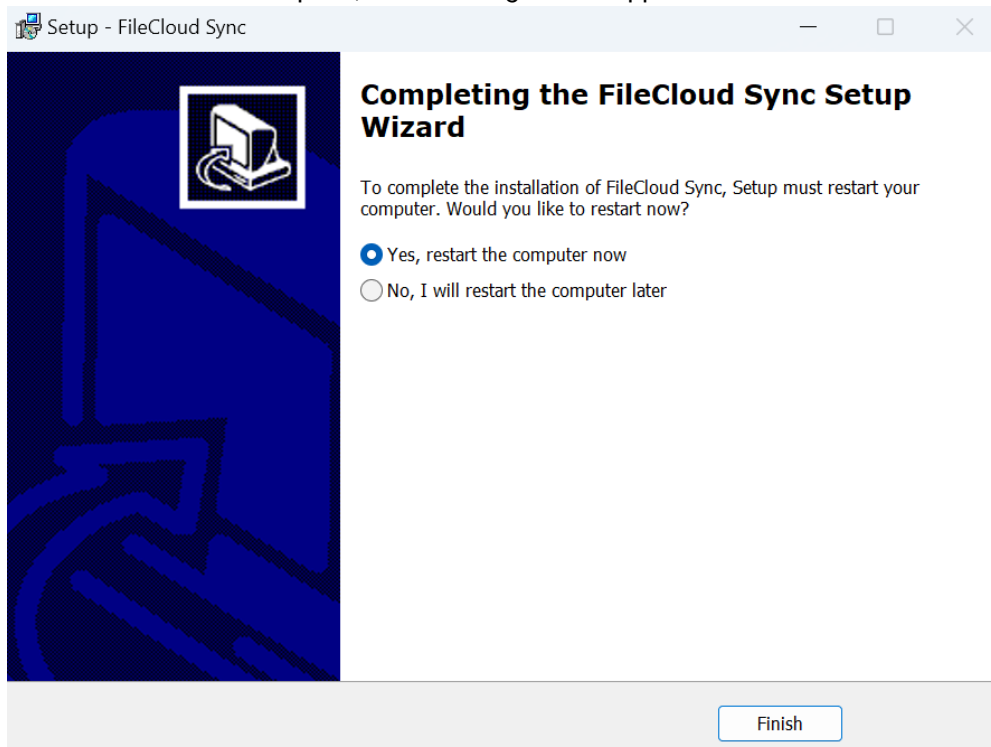 Setup - FileCloud Sync
Completing the FileCloud Sync Setup
Wizard
To complete the installation of FileCloud Sync, Setup must restart your
computer. Would you like to restart now?
Yes, restart the computer now
No, I will restart the computer later
Finish